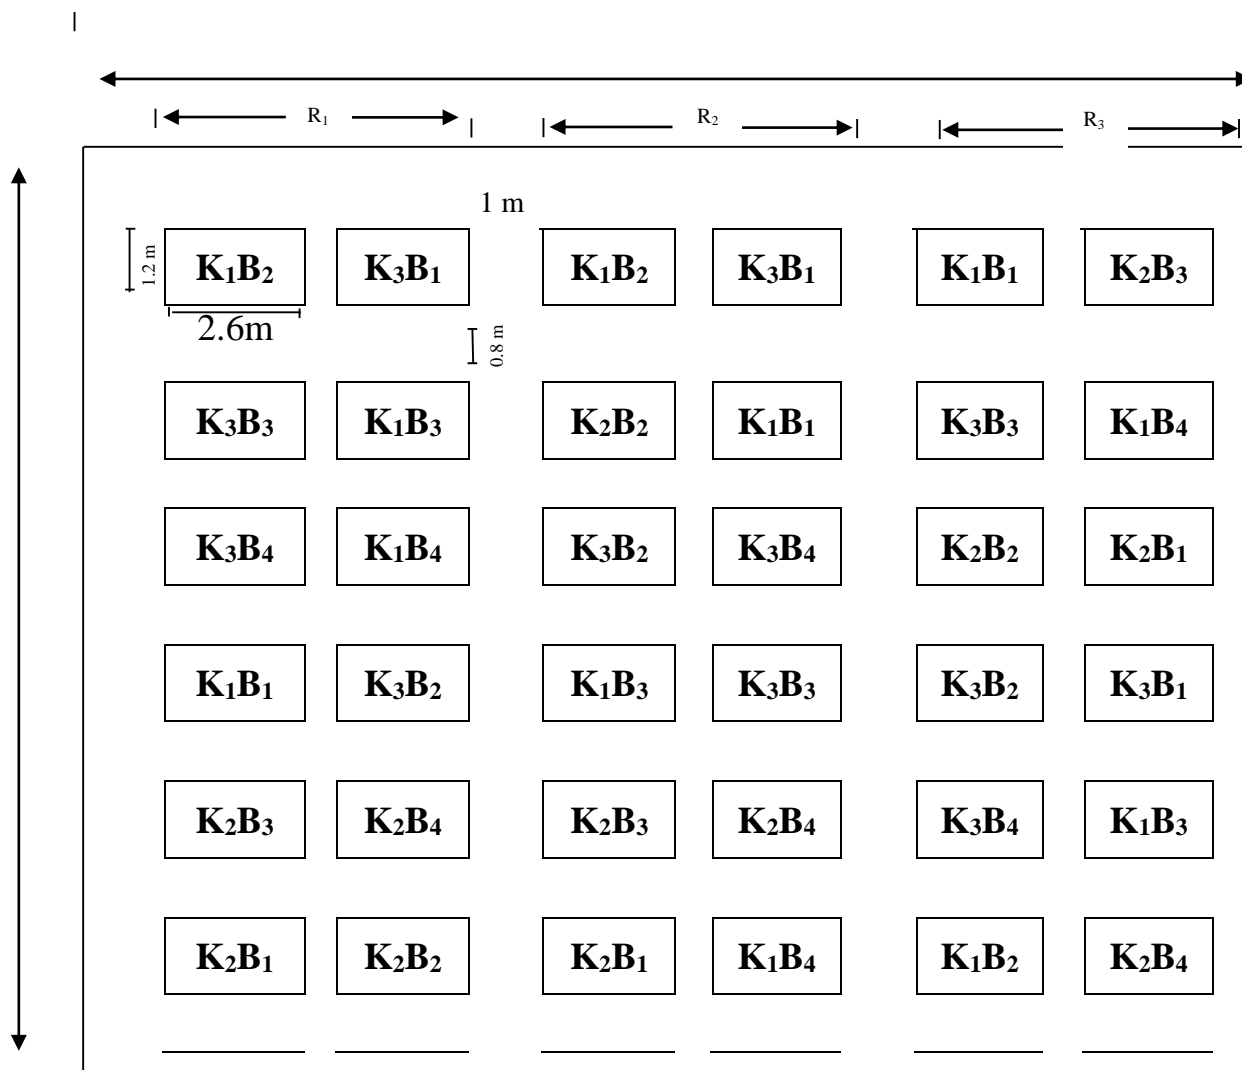 R₁ R₂ R₃
1 m
1.2 m
K₁B₂ K₃B₁ K₁B₂ K₃B₁ K₁B₁ K₂B₃
2.6m
0.8 m
K₃B₃ K₁B₃ K₂B₂ K₁B₁ K₃B₃ K₁B₄
K₃B₄ K₁B₄ K₃B₂ K₃B₄ K₂B₂ K₂B₁
K₁B₁ K₃B₂ K₁B₃ K₃B₃ K₃B₂ K₃B₁
K₂B₃ K₂B₄ K₂B₃ K₂B₄ K₃B₄ K₁B₃
K₂B₁ K₂B₂ K₂B₁ K₁B₄ K₁B₂ K₂B₄